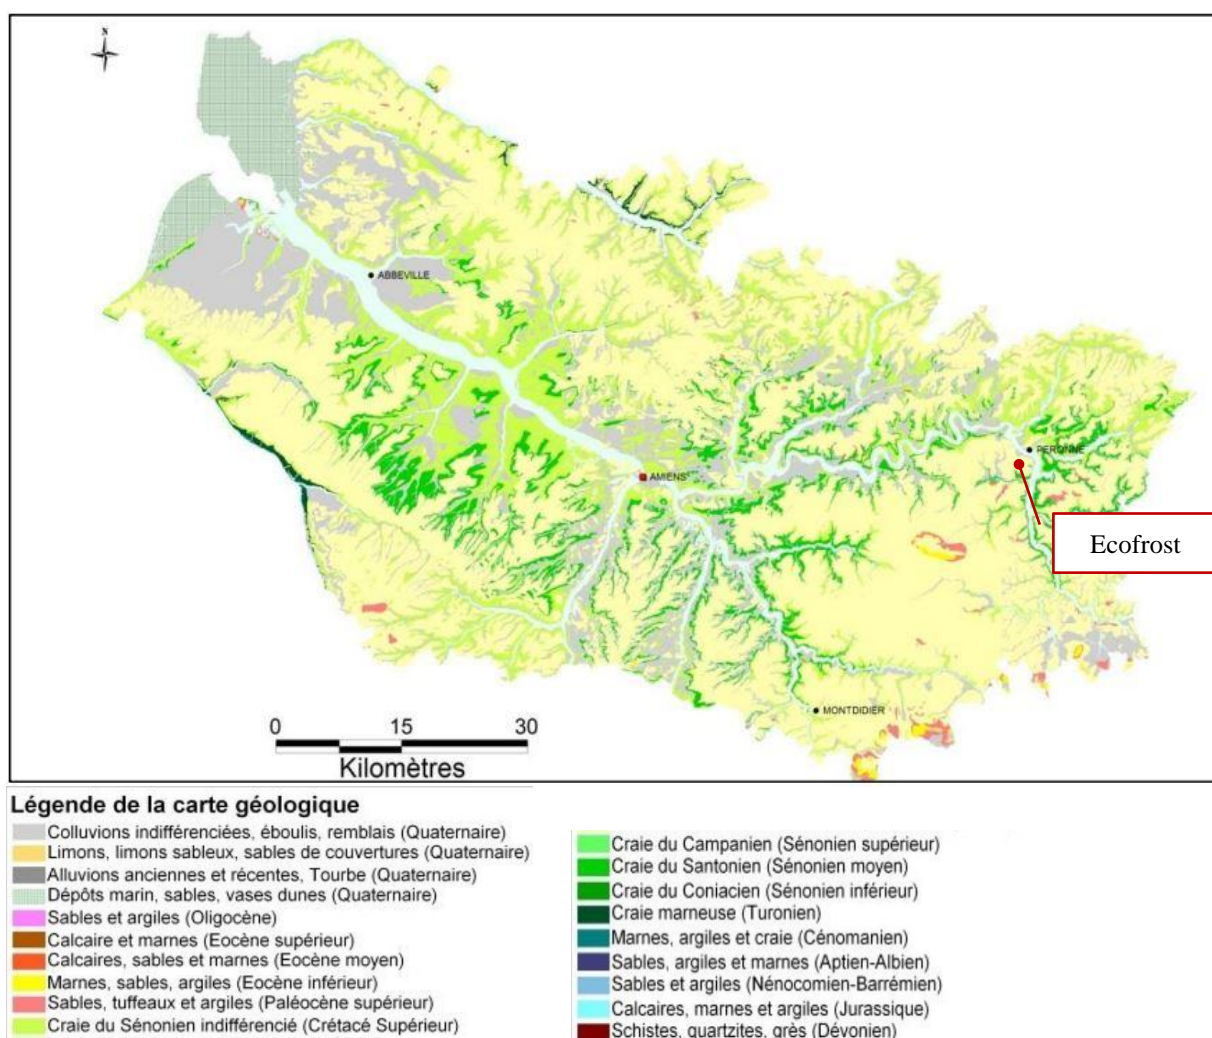 N
ABBEVILLE
AMIENS
PERONNE
Ecofrost
MONTDIDIER
0 15 30
Kilomètres
Légende de la carte géologique
Colluvions indifférenciées, éboulis, remblais (Quaternaire)
Limons, limons sableux, sables de couvertures (Quaternaire)
Alluvions anciennes et récentes, Tourbe (Quaternaire)
Dépôts marin, sables, vases dunes (Quaternaire)
Sables et argiles (Oligocène)
Calcaire et marnes (Eocène supérieur)
Calcaires, sables et marnes (Eocène moyen)
Marnes, sables, argiles (Eocène inférieur)
Sables, tuffeaux et argiles (Paléocène supérieur)
Craie du Sénonien indifférencié (Crétacé Supérieur)
Craie du Campanien (Sénonien supérieur)
Craie du Santonien (Sénonien moyen)
Craie du Coniacien (Sénonien inférieur)
Craie marneuse (Turonien)
Marnes, argiles et craie (Cénomanien)
Sables, argiles et marnes (Aptien-Albien)
Sables et argiles (Nénocomien-Barrémien)
Calcaires, marnes et argiles (Jurassique)
Schistes, quartzites, grès (Dévonien)